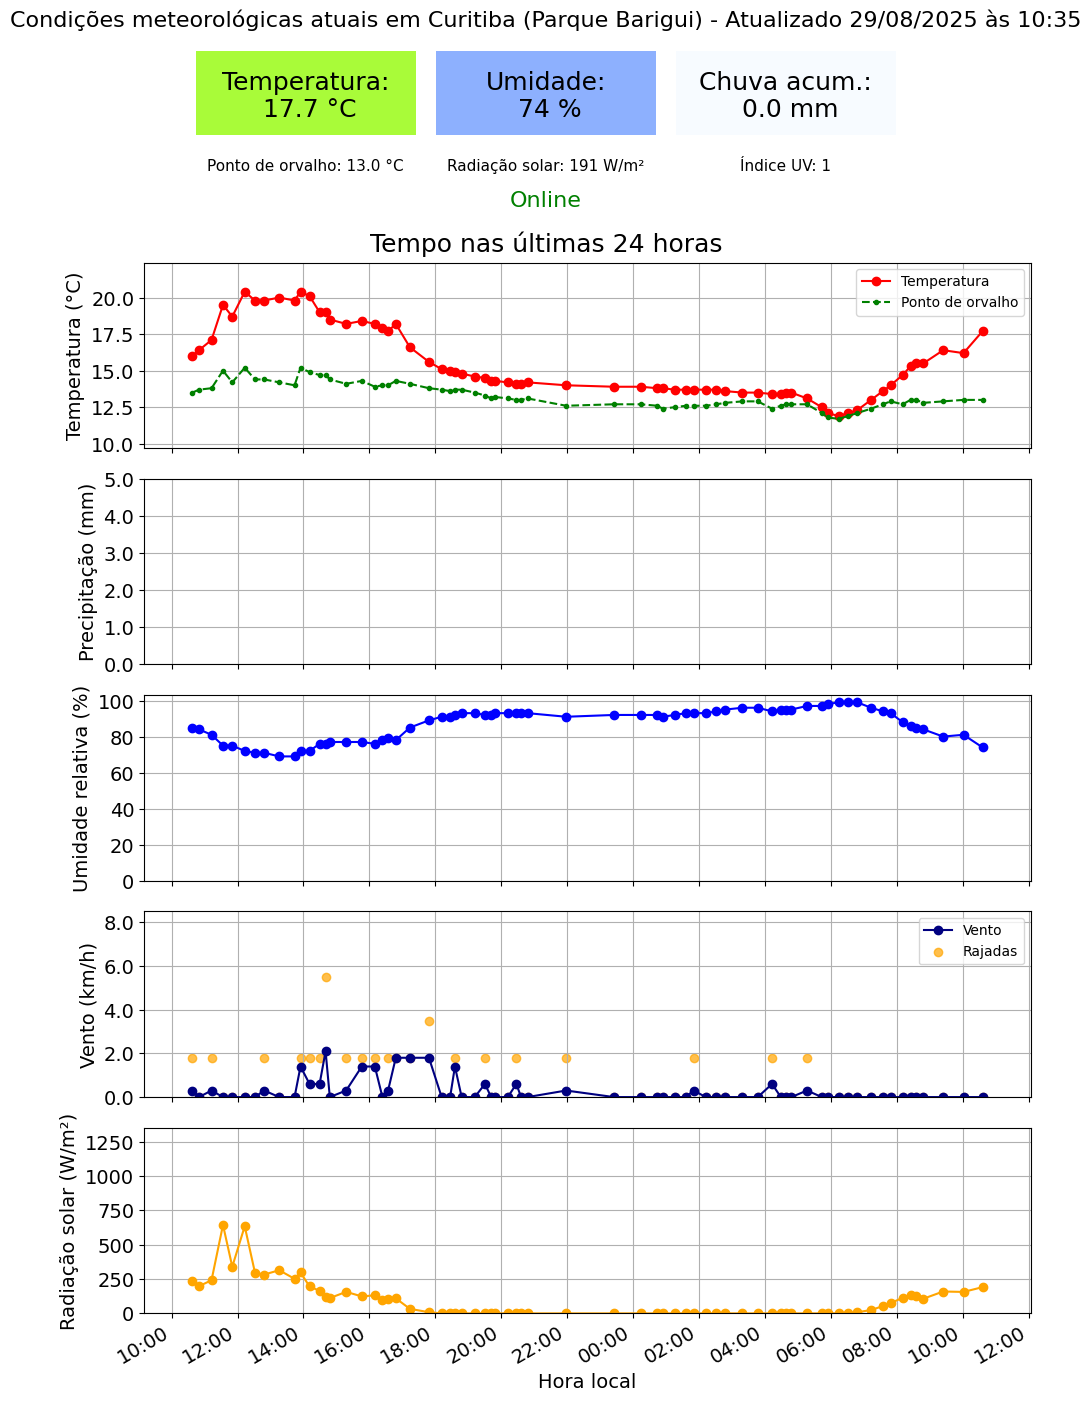 Condições meteorológicas atuais em Curitiba (Parque Barigui) - Atualizado 29/08/2025 às 10:35
Temperatura:
17.7 °C
Umidade:
74 %
Chuva acum.:
0.0 mm
Ponto de orvalho: 13.0 °C
Radiação solar: 191 W/m²
Índice UV: 1
Online
Tempo nas últimas 24 horas
Temperatura (°C)
20.0
17.5
15.0
12.5
10.0
Temperatura
Ponto de orvalho
Precipitação (mm)
5.0
4.0
3.0
2.0
1.0
0.0
Umidade relativa (%)
100
80
60
40
20
0
Vento (km/h)
8.0
6.0
4.0
2.0
0.0
Vento
Rajadas
Radiação solar (W/m²)
1250
1000
750
500
250
0
10:00
12:00
14:00
16:00
18:00
20:00
22:00
00:00
02:00
04:00
06:00
08:00
10:00
12:00
Hora local